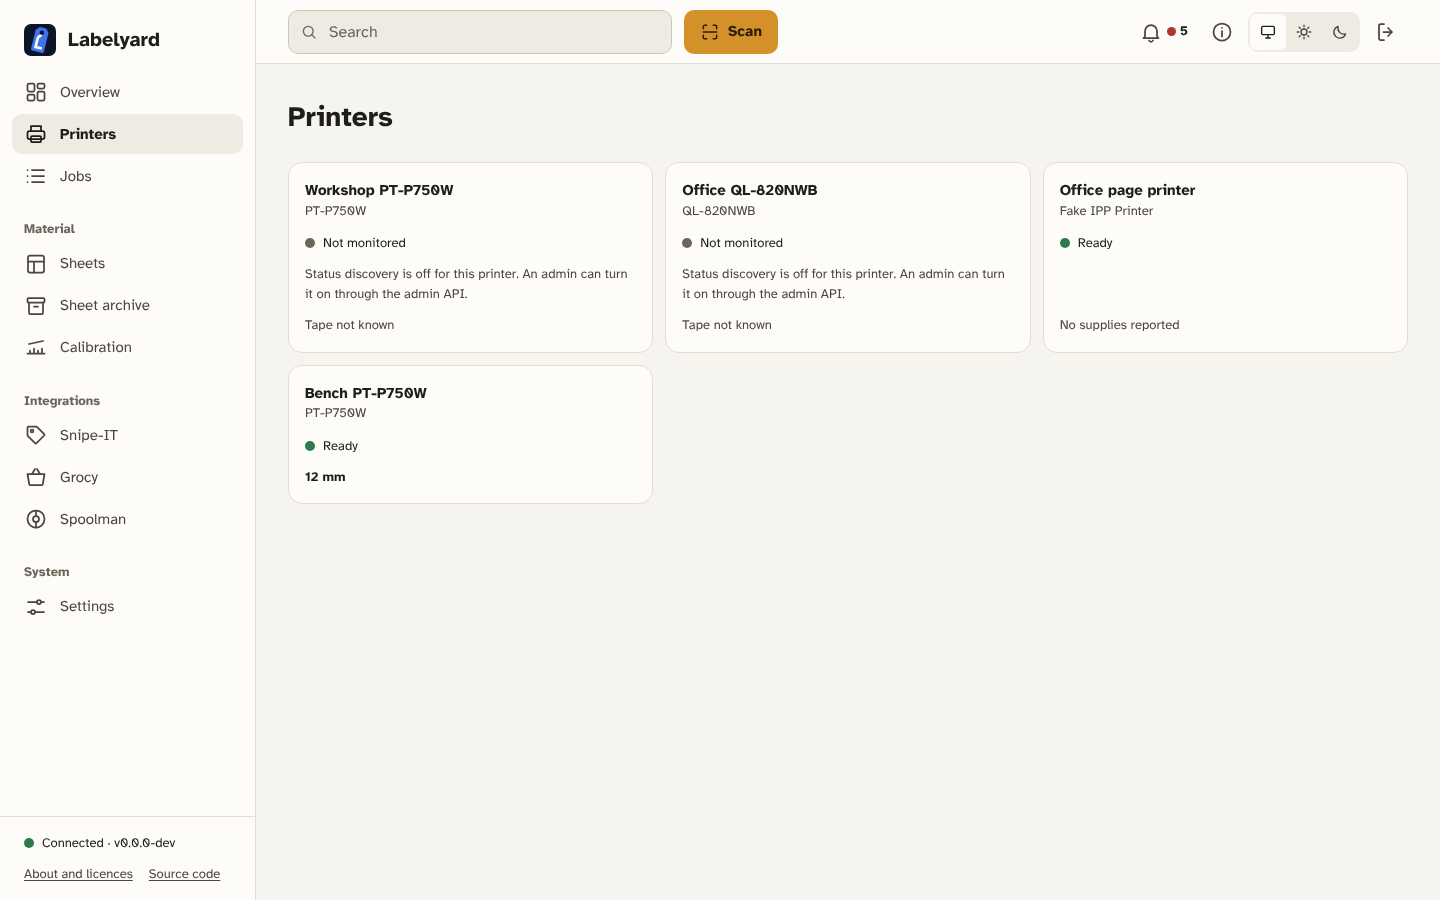 Labelyard
Overview
Printers
Jobs
Material
Sheets
Sheet archive
Calibration
Integrations
Snipe-IT
Grocy
Spoolman
System
Settings
Connected · v0.0.0-dev
About and licences
Source code
Search
Scan
5
Printers
Workshop PT-P750W
PT-P750W
Not monitored
Status discovery is off for this printer. An admin can turn
it on through the admin API.
Tape not known
Office QL-820NWB
QL-820NWB
Not monitored
Status discovery is off for this printer. An admin can turn
it on through the admin API.
Tape not known
Office page printer
Fake IPP Printer
Ready
No supplies reported
Bench PT-P750W
PT-P750W
Ready
12 mm